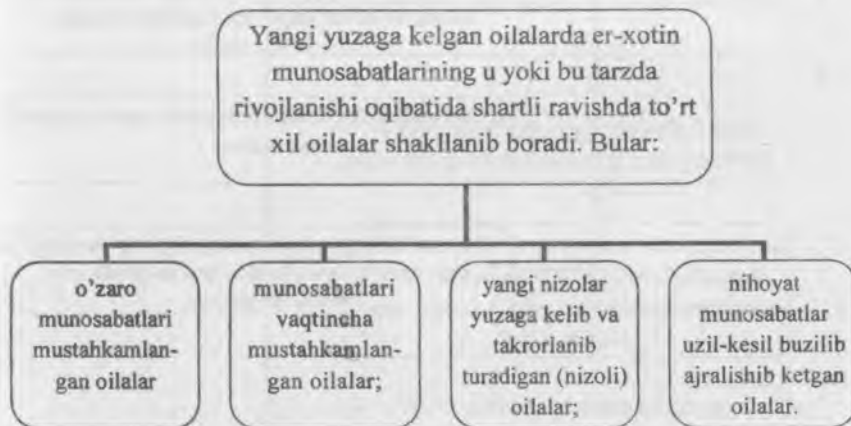 Yangi yuzaga kelgan oilalarda er-xotin
munosabatlarining u yoki bu tarzda
rivojlanishi oqibatida shartli ravishda to'rt
xil oilalar shakllanib boradi. Bular:
o'zaro
munosabatlari
mustahkamlan-
gan oilalar
munosabatlari
vaqtincha
mustahkamlan-
gan oilalar;
yangi nizolar
yuzaga kelib va
takrorlanib
turadigan (nizoli)
oilalar;
nihoyat
munosabatlar
uzil-kesil buzilib
ajralishib ketgan
oilalar.